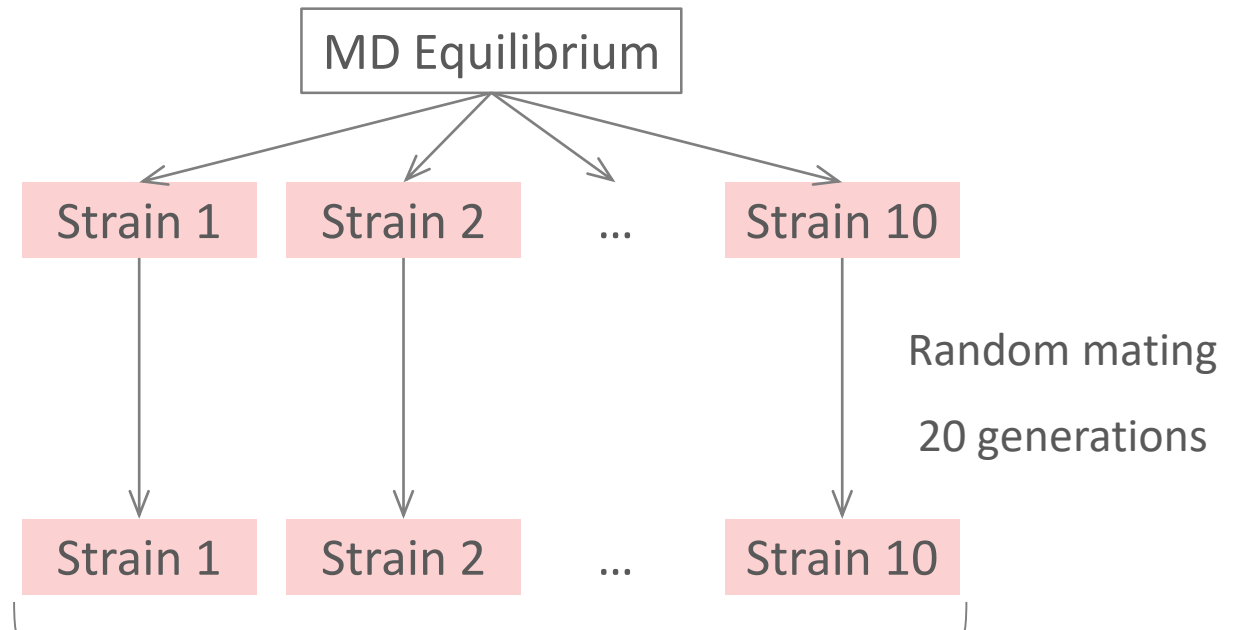 MD Equilibrium
Strain 1 Strain 2 ... Strain 10
Random mating
20 generations
Strain 1 Strain 2 ... Strain 10